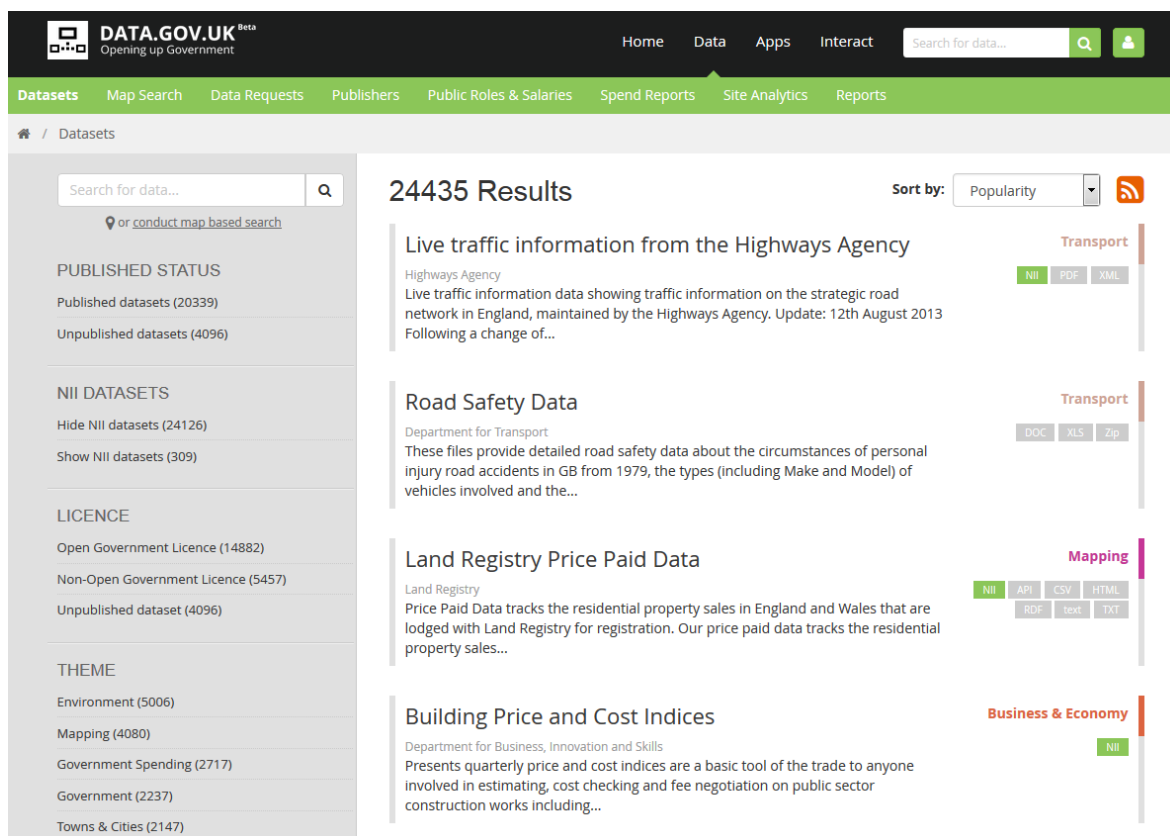 DATA.GOV.UK Beta
Opening up Government
Home Data Apps Interact Search for data...
Datasets Map Search Data Requests Publishers Public Roles & Salaries Spend Reports Site Analytics Reports
/ Datasets
Search for data...
or conduct map based search
PUBLISHED STATUS
Published datasets (20339)
Unpublished datasets (4096)
NII DATASETS
Hide NII datasets (24126)
Show NII datasets (309)
LICENCE
Open Government Licence (14882)
Non-Open Government Licence (5457)
Unpublished dataset (4096)
THEME
Environment (5006)
Mapping (4080)
Government Spending (2717)
Government (2237)
Towns & Cities (2147)
24435 Results
Sort by: Popularity
Live traffic information from the Highways Agency
Transport
Highways Agency
NII PDF XML
Live traffic information data showing traffic information on the strategic road
network in England, maintained by the Highways Agency. Update: 12th August 2013
Following a change of...
Road Safety Data
Transport
Department for Transport
DOC XLS Zip
These files provide detailed road safety data about the circumstances of personal
injury road accidents in GB from 1979, the types (including Make and Model) of
vehicles involved and the...
Land Registry Price Paid Data
Mapping
Land Registry
NII API CSV HTML
RDF text TXT
Price Paid Data tracks the residential property sales in England and Wales that are
lodged with Land Registry for registration. Our price paid data tracks the residential
property sales...
Building Price and Cost Indices
Business & Economy
Department for Business, Innovation and Skills
NII
Presents quarterly price and cost indices are a basic tool of the trade to anyone
involved in estimating, cost checking and fee negotiation on public sector
construction works including...